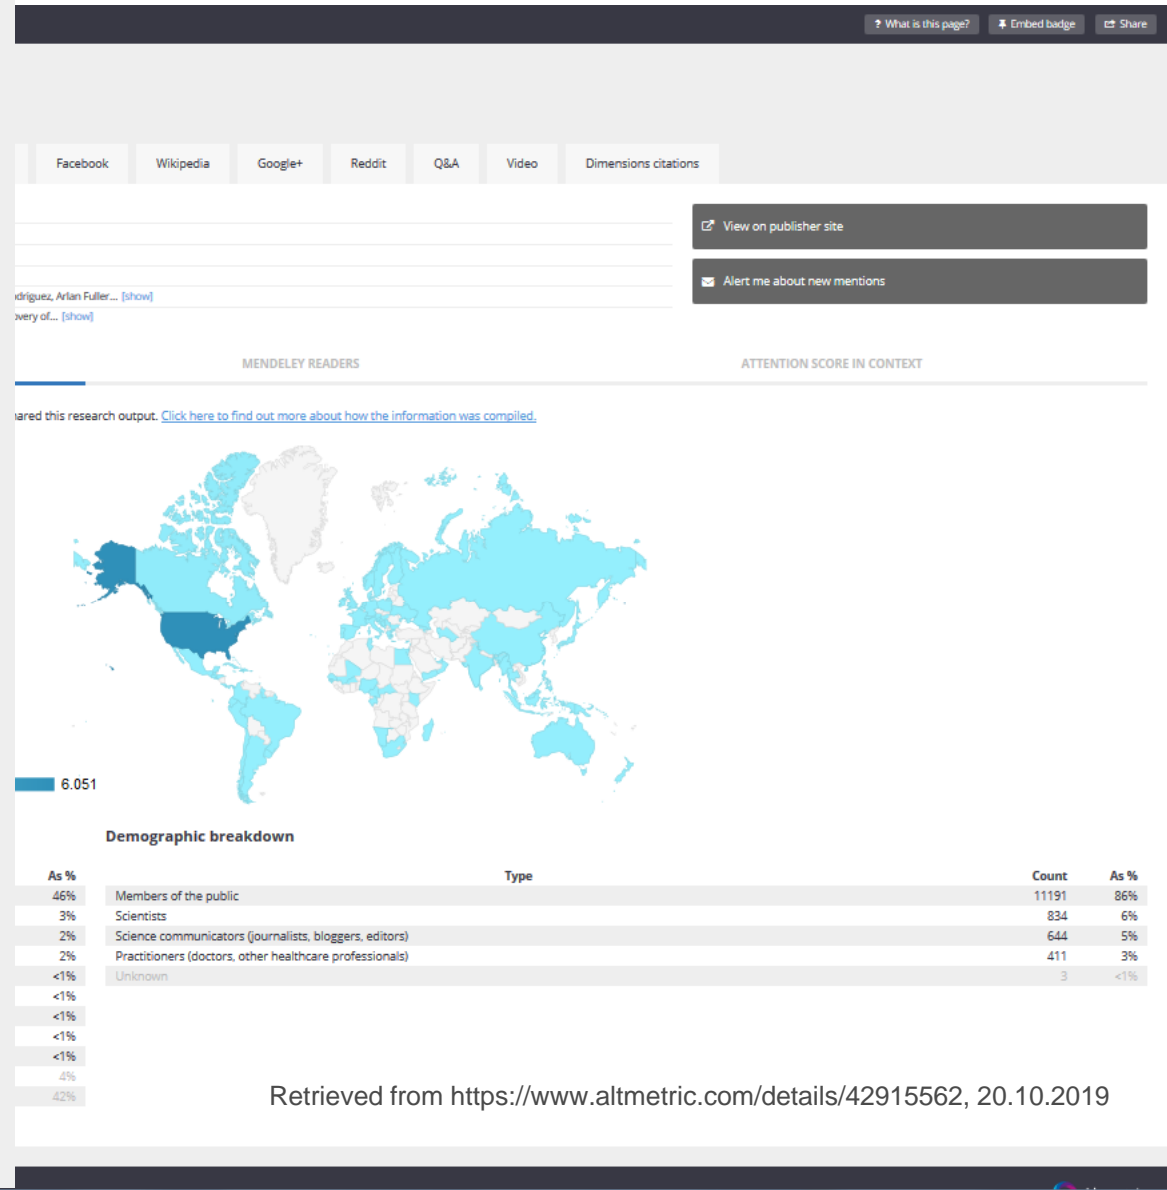 ? What is this page? Embed badge Share
Facebook Wikipedia Google+ Reddit Q&A Video Dimensions citations
View on publisher site
Alert me about new mentions
Arlan Fuller... [show]
of... [show]
MENDELEY READERS ATTENTION SCORE IN CONTEXT
this research output. Click here to find out more about how the information was compiled.
6.051
Demographic breakdown
As % Type Count As %
46% Members of the public 11191 86%
3% Scientists 834 6%
2% Science communicators (journalists, bloggers, editors) 644 5%
2% Practitioners (doctors, other healthcare professionals) 411 3%
<1% Unknown 3 <1%
<1%
<1%
<1%
<1%
4%
42%
Retrieved from https://www.altmetric.com/details/42915562, 20.10.2019